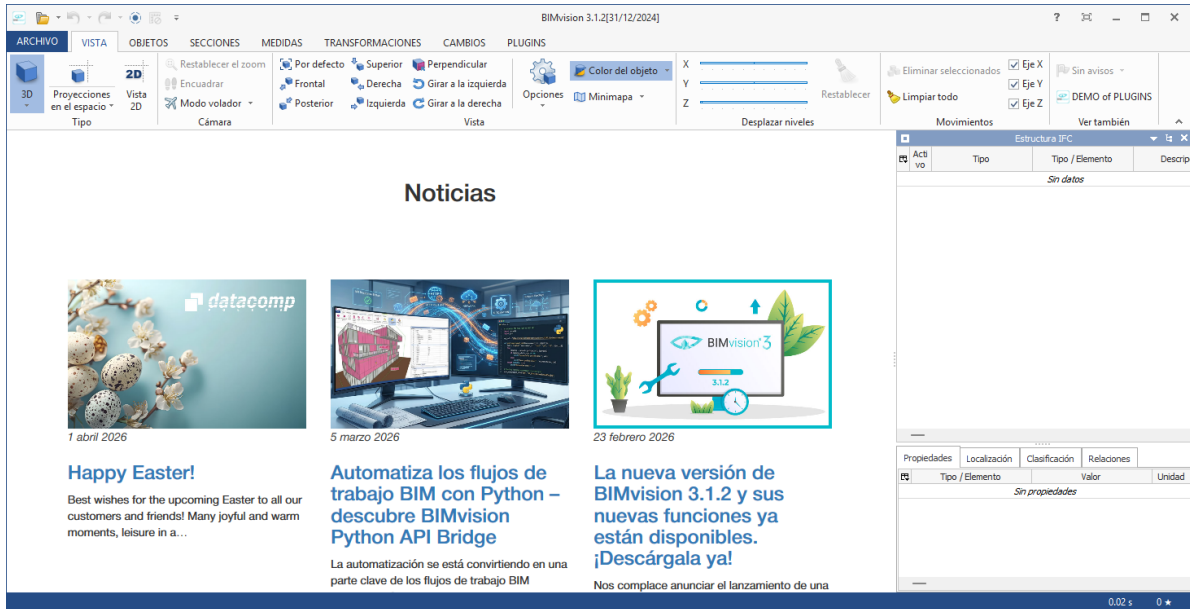 BIMvision 3.1.2[31/12/2024]
ARCHIVO VISTA OBJETOS SECCIONES MEDIDAS TRANSFORMACIONES CAMBIOS PLUGINS
3D
Proyecciones
en el espacio
2D
Vista
2D
Tipo
Restablecer el zoom
Encuadrar
Modo volador
Cámara
Por defecto Superior Perpendicular
Frontal Derecha Girar a la izquierda
Posterior Izquierda Girar a la derecha
Opciones
Color del objeto
Minimapa
Vista
X
Y
Z
Restablecer
Desplazar niveles
Eliminar seleccionados
Limpiar todo
Eje X
Eje Y
Eje Z
Movimientos
Sin avisos
DEMO of PLUGINS
Ver también
Noticias
datacomp
1 abril 2026
Happy Easter!
Best wishes for the upcoming Easter to all our
customers and friends! Many joyful and warm
moments, leisure in a…
5 marzo 2026
Automatiza los flujos de
trabajo BIM con Python –
descubre BIMvision
Python API Bridge
La automatización se está convirtiendo en una
parte clave de los flujos de trabajo BIM
BIMvision 3
3.1.2
23 febrero 2026
La nueva versión de
BIMvision 3.1.2 y sus
nuevas funciones ya
están disponibles.
¡Descárgala ya!
Nos complace anunciar el lanzamiento de una
Estructura IFC
Acti
vo
Tipo Tipo / Elemento Descrip
Sin datos
Propiedades Localización Clasificación Relaciones
Tipo / Elemento Valor Unidad
Sin propiedades
0.02 s 0